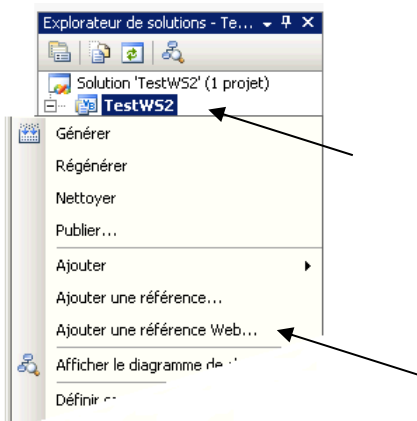 Explorateur de solutions - Te...
Solution 'TestWS2' (1 projet)
TestWS2
Générer
Régénérer
Nettoyer
Publier...
Ajouter
Ajouter une référence...
Ajouter une référence Web...
Afficher le diagramme de
Définir